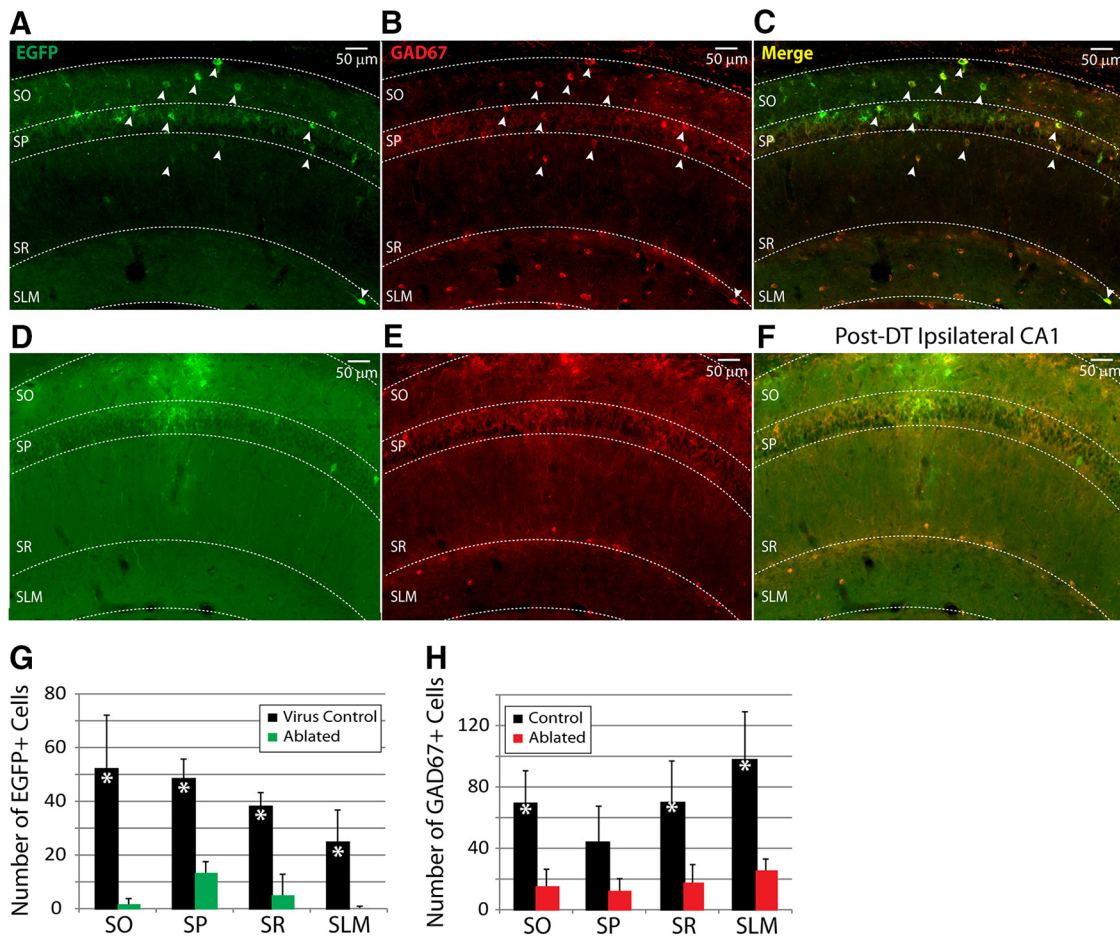 A
B
C
EGFP
50 µm
GAD67
50 µm
Merge
50 µm
SO
SP
SR
SLM
SO
SP
SR
SLM
SO
SP
SR
SLM
D
E
F
Post-DT Ipsilateral CA1
50 µm
50 µm
50 µm
SO
SP
SR
SLM
SO
SP
SR
SLM
SO
SP
SR
SLM
G
Number of EGFP+ Cells
80
60
40
20
0
Virus Control
Ablated
*
*
*
*
SO
SP
SR
SLM
H
Number of GAD67+ Cells
120
80
40
0
Control
Ablated
*
*
*
SO
SP
SR
SLM